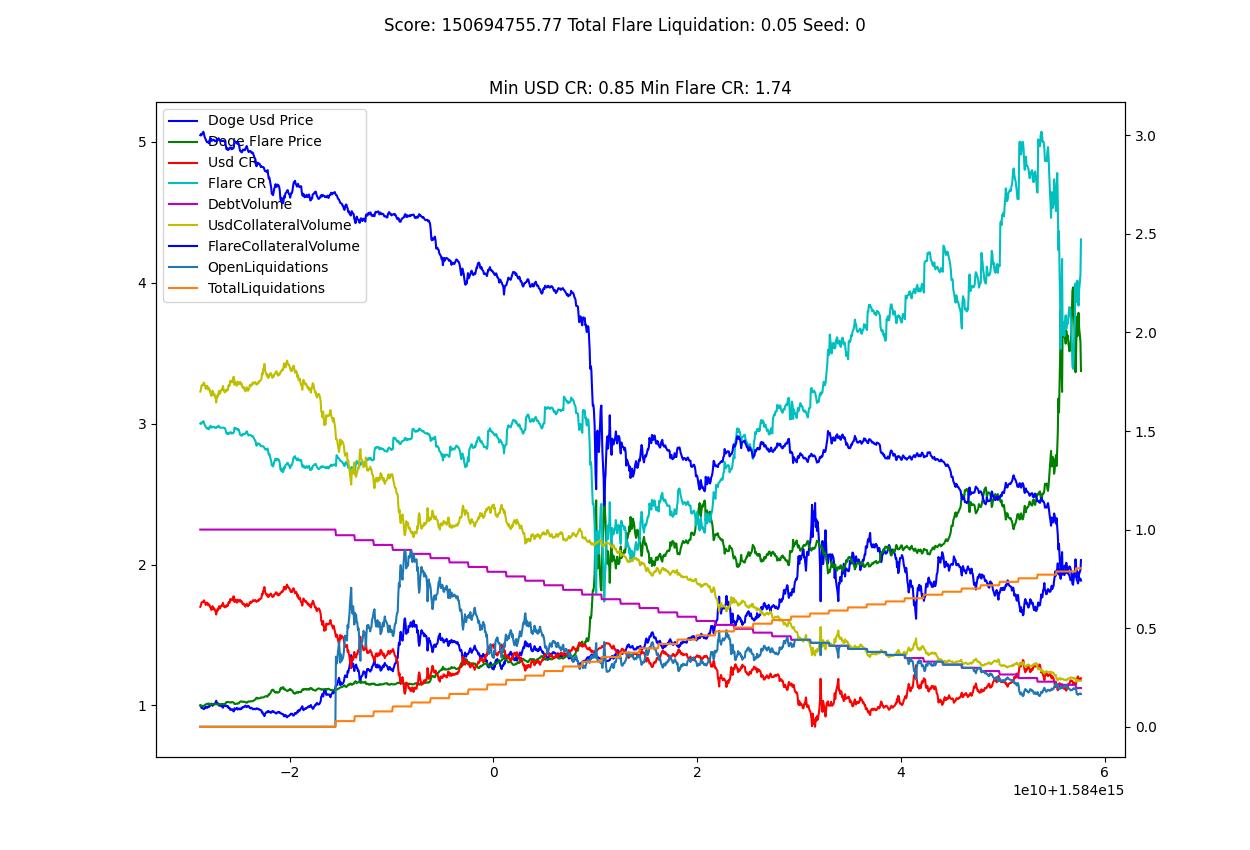 Score: 150694755.77 Total Flare Liquidation: 0.05 Seed: 0
Min USD CR: 0.85 Min Flare CR: 1.74
Doge Usd Price
Doge Flare Price
Usd CR
Flare CR
DebtVolume
UsdCollateralVolume
FlareCollateralVolume
OpenLiquidations
TotalLiquidations
5
4
3
2
1
3.0
2.5
2.0
1.5
1.0
0.5
0.0
−2
0
2
4
6
1e10+1.584e15